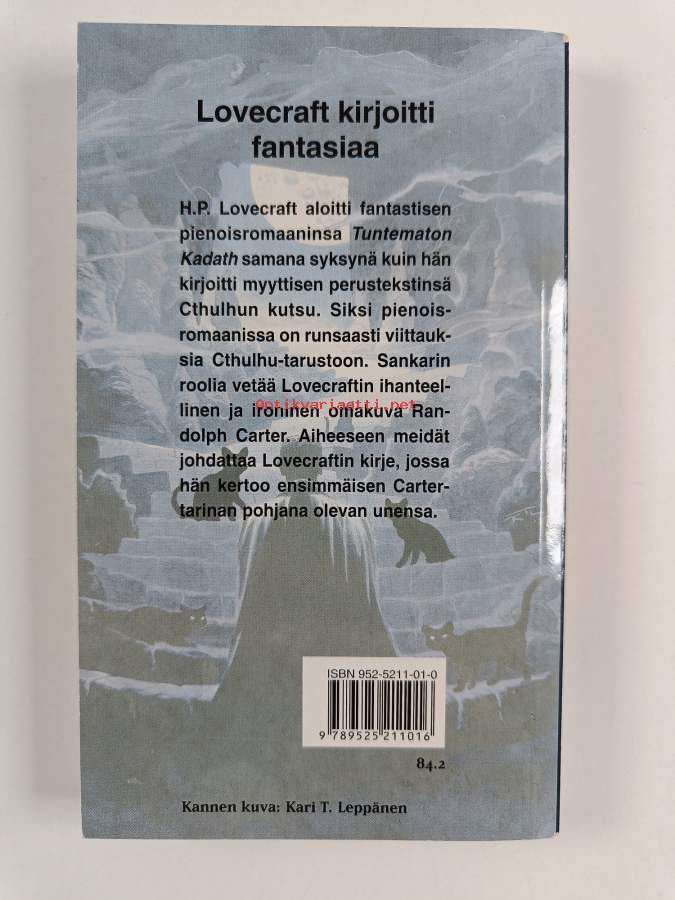 Lovecraft kirjoitti
fantasiaa
H.P. Lovecraft aloitti fantastisen
pienoisromaaninsa Tuntematon
Kadath samana syksynä kuin hän
kirjoitti myyttisen perustekstinsä
Cthulhun kutsu. Siksi pienois-
romaanissa on runsaasti viittauk-
sia Cthulhu-tarustoon. Sankarin
roolia vetää Lovecraftin ihanteel-
linen ja ironinen omakuva Ran-
Antikvariaatti.net
dolph Carter. Aiheeseen meidät
johdattaa Lovecraftin kirje, jossa
hän kertoo ensimmäisen Carter-
tarinan pohjana olevan unensa.
ISBN 952-5211-01-0
9 789525 211016
84.2
Kannen kuva: Kari T. Leppänen